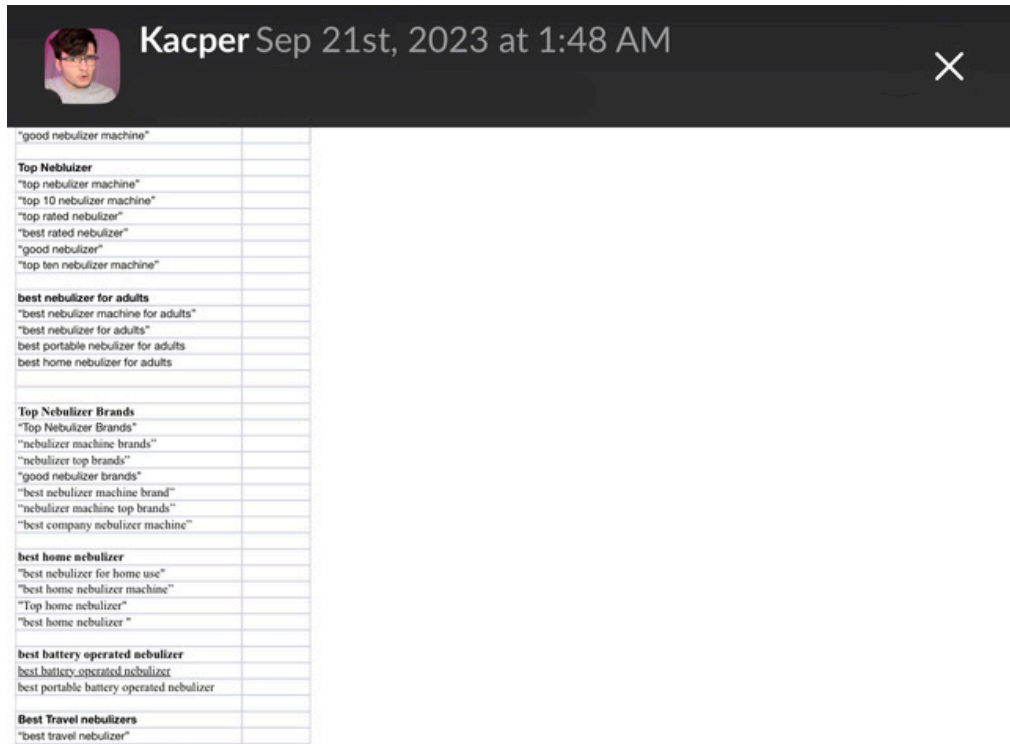 Kacper Sep 21st, 2023 at 1:48 AM
"good nebulizer machine"
Top Nebluizer
"top nebulizer machine"
"top 10 nebulizer machine"
"top rated nebulizer"
"best rated nebulizer"
"good nebulizer"
"top ten nebulizer machine"
best nebulizer for adults
"best nebulizer machine for adults"
"best nebulizer for adults"
best portable nebulizer for adults
best home nebulizer for adults
Top Nebulizer Brands
"Top Nebulizer Brands"
“nebulizer machine brands”
“nebulizer top brands”
"good nebulizer brands"
“best nebulizer machine brand”
“nebulizer machine top brands”
“best company nebulizer machine”
best home nebulizer
"best nebulizer for home use"
"best home nebulizer machine”
"Top home nebulizer"
"best home nebulizer "
best battery operated nebulizer
best battery operated nebulizer
best portable battery operated nebulizer
Best Travel nebulizers
"best travel nebulizer"